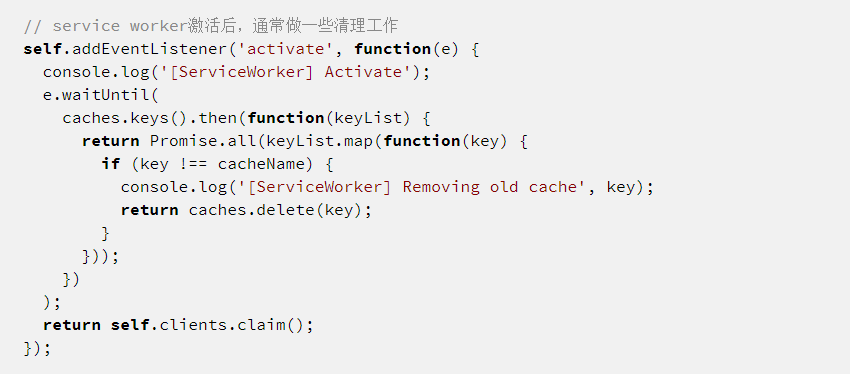 // service worker激活后，通常做一些清理工作
self.addEventListener('activate', function(e) {
  console.log('[ServiceWorker] Activate');
  e.waitUntil(
    caches.keys().then(function(keyList) {
      return Promise.all(keyList.map(function(key) {
        if (key !== cacheName) {
          console.log('[ServiceWorker] Removing old cache', key);
          return caches.delete(key);
        }
      }));
    })
  );
  return self.clients.claim();
});